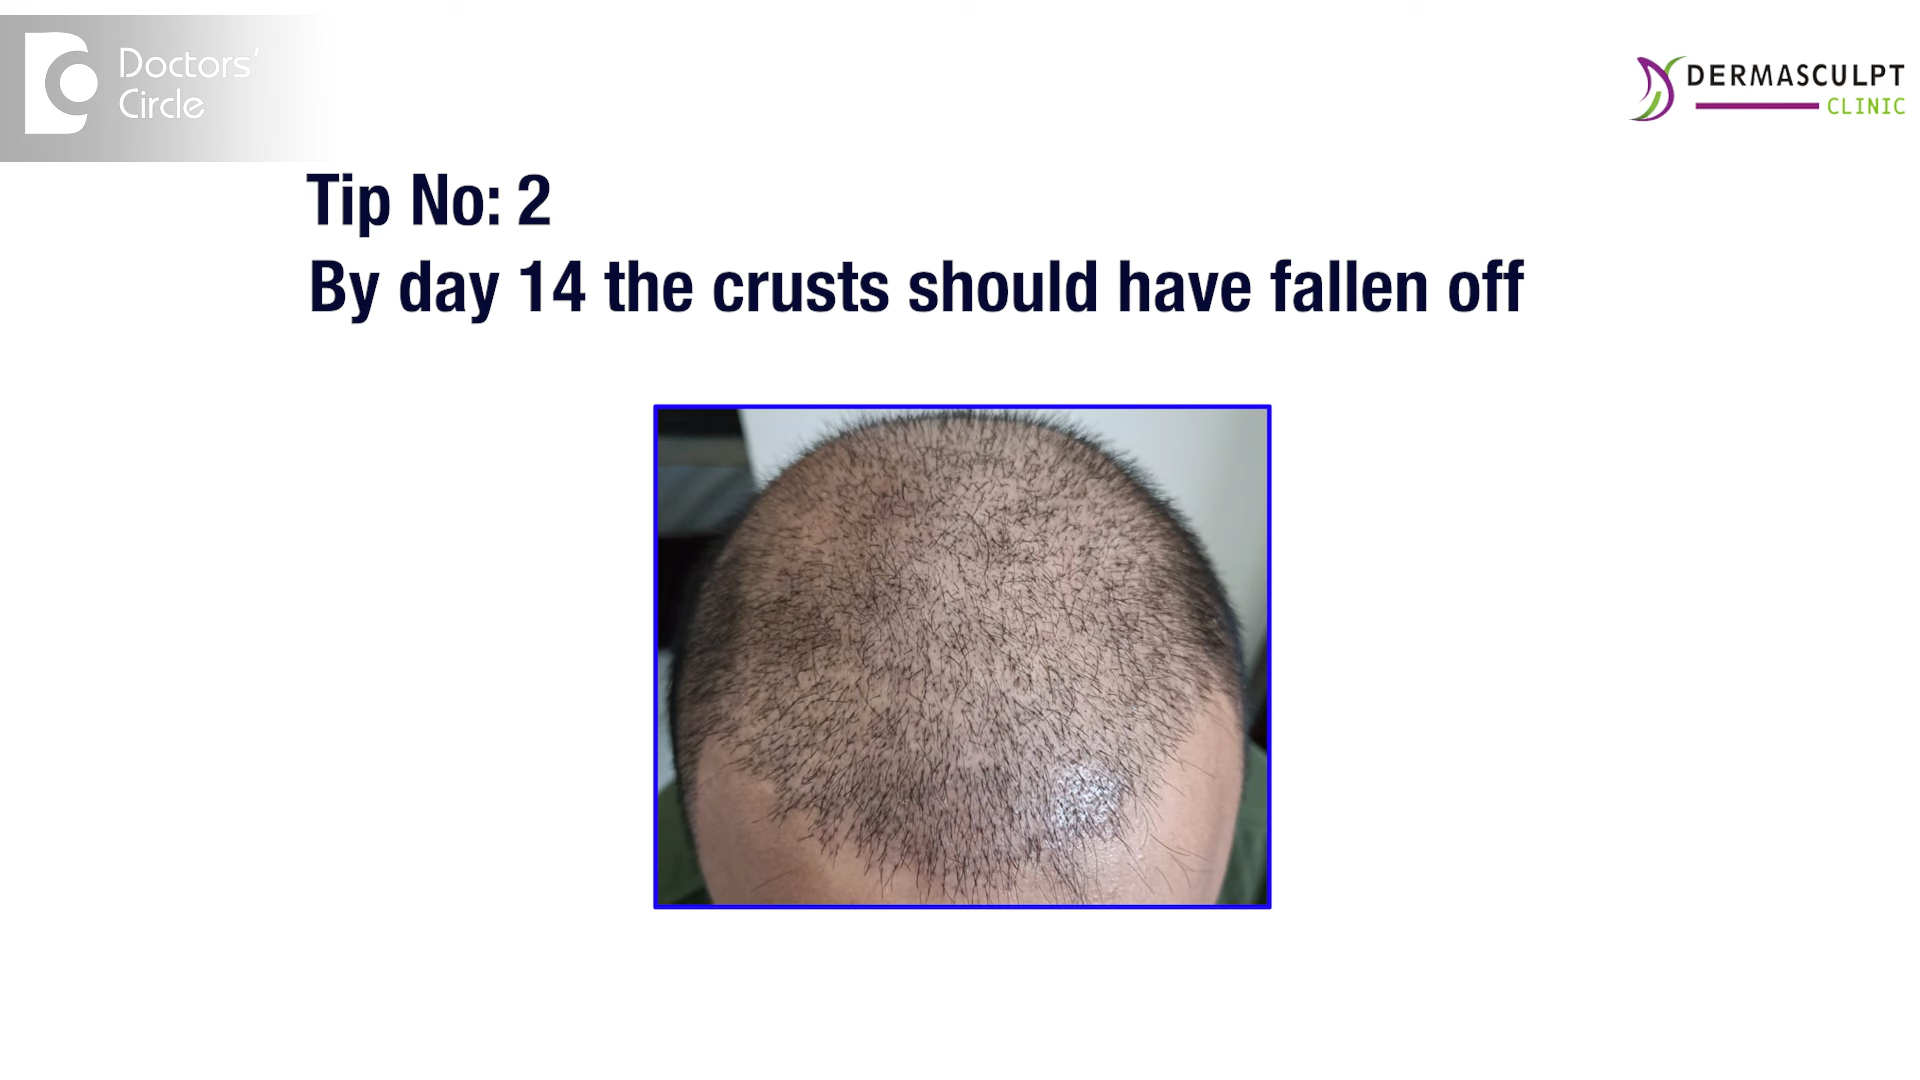 Doctors'
Circle
DERMASCULPT
CLINIC
Tip No: 2
By day 14 the crusts should have fallen off